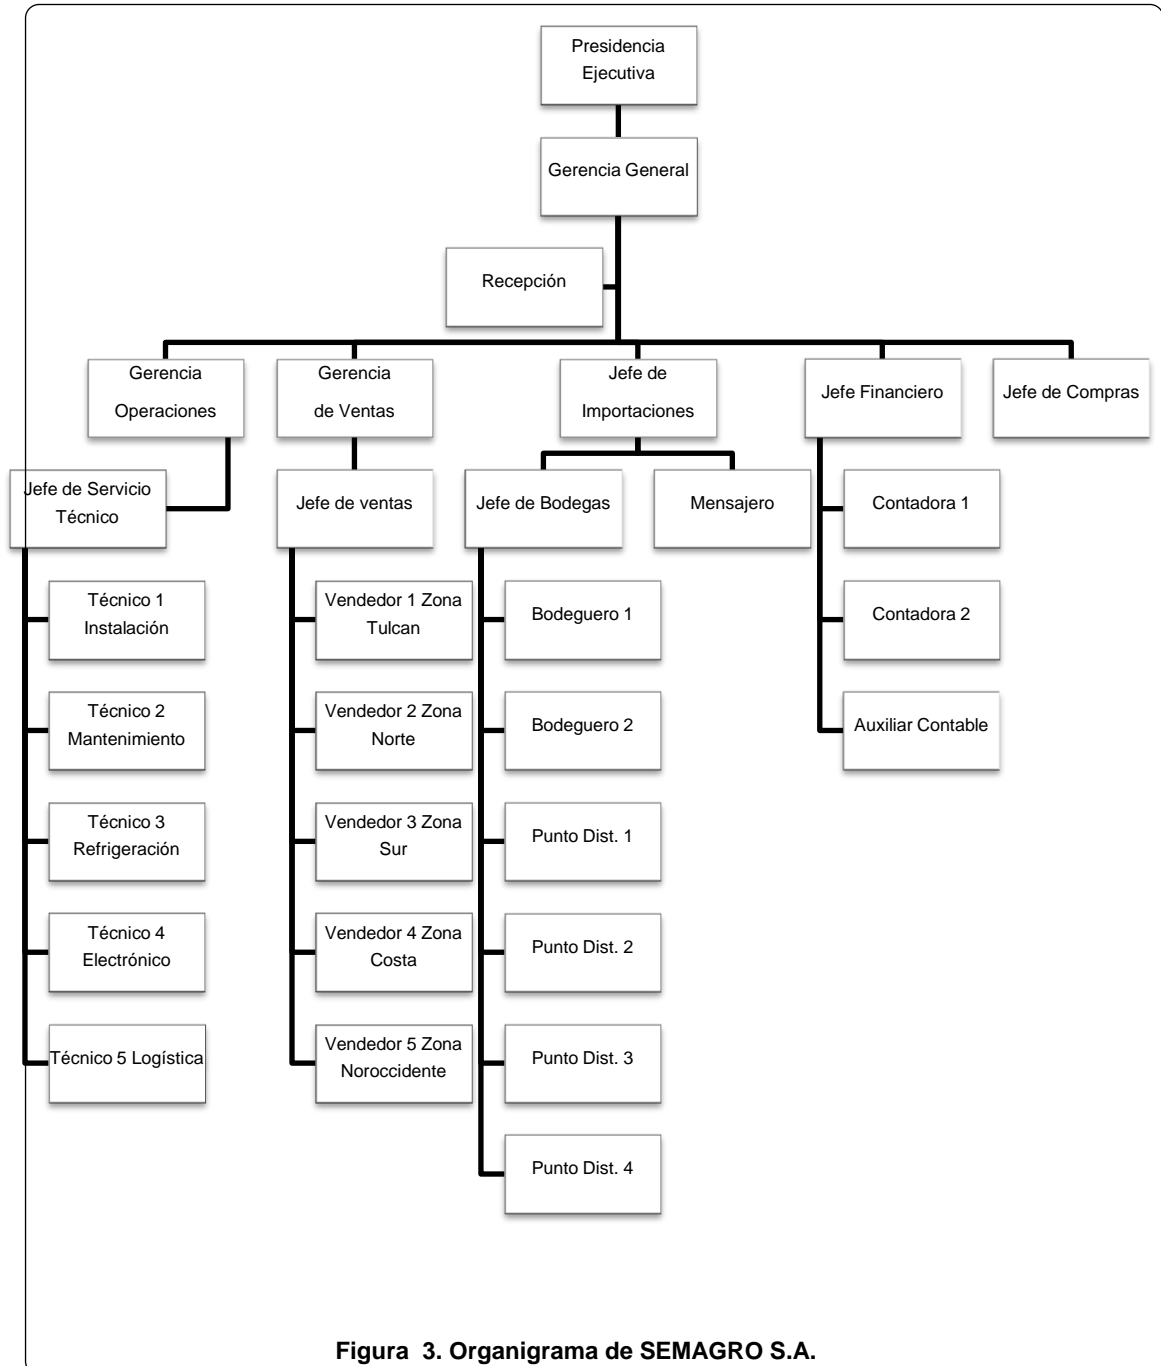 Presidencia
Ejecutiva
Gerencia General
Recepción
Gerencia
Operaciones
Gerencia
de Ventas
Jefe de
Importaciones
Jefe Financiero
Jefe de Compras
Jefe de Servicio
Técnico
Jefe de ventas
Jefe de Bodegas
Mensajero
Contadora 1
Técnico 1
Instalación
Vendedor 1 Zona
Tulcan
Bodeguero 1
Contadora 2
Técnico 2
Mantenimiento
Vendedor 2 Zona
Norte
Bodeguero 2
Auxiliar Contable
Técnico 3
Refrigeración
Vendedor 3 Zona
Sur
Punto Dist. 1
Técnico 4
Electrónico
Vendedor 4 Zona
Costa
Punto Dist. 2
Técnico 5 Logística
Vendedor 5 Zona
Noroccidente
Punto Dist. 3
Punto Dist. 4
Figura 3. Organigrama de SEMAGRO S.A.